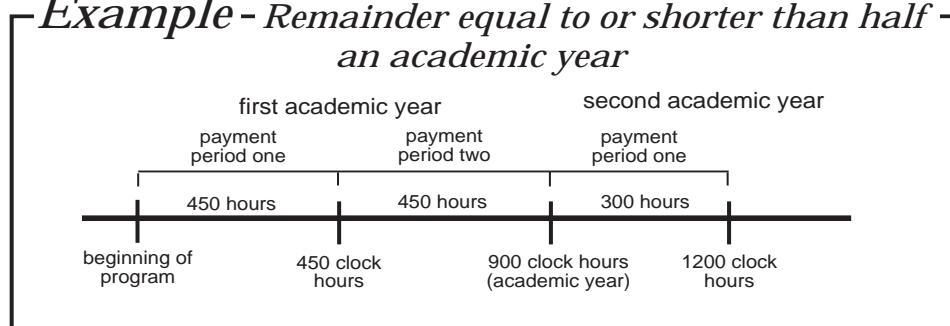 Example - Remainder equal to or shorter than half
an academic year
first academic year
second academic year
payment
period one
payment
period two
payment
period one
450 hours
450 hours
300 hours
beginning of
program
450 clock
hours
900 clock hours
(academic year)
1200 clock
hours